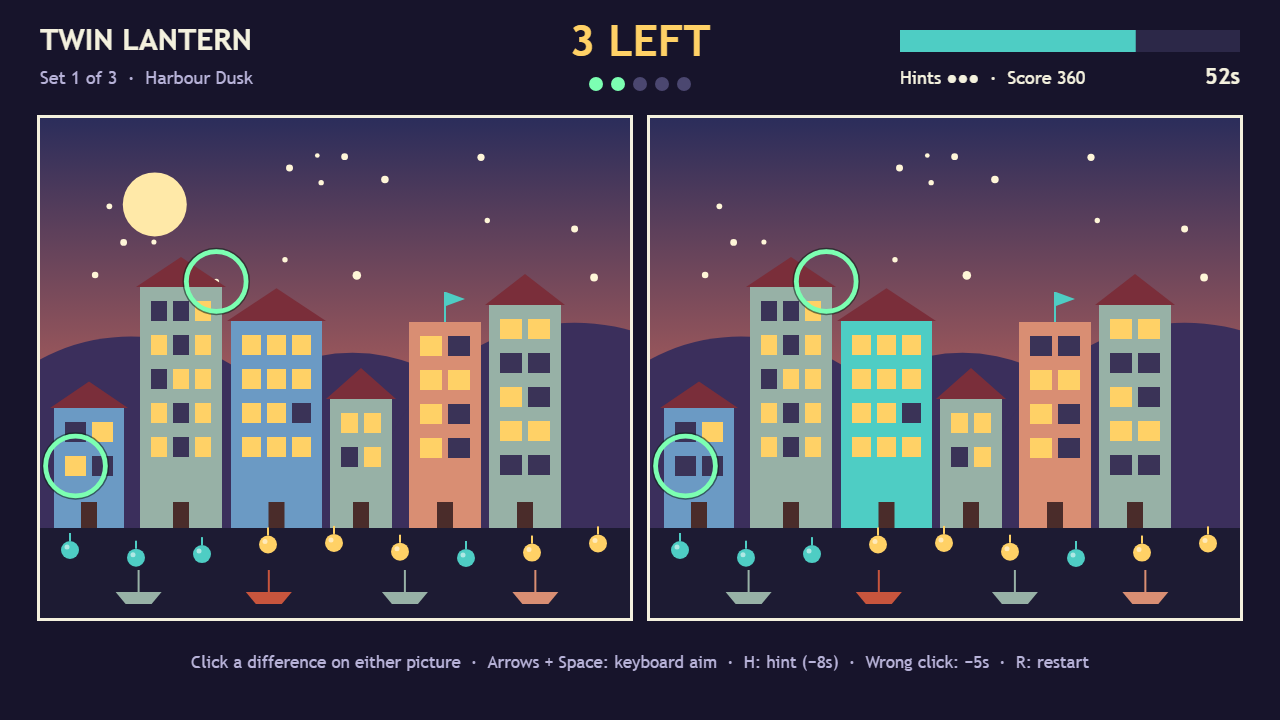 TWIN LANTERN
Set 1 of 3 · Harbour Dusk
3 LEFT
Hints ●●● · Score 360
52s
Click a difference on either picture · Arrows + Space: keyboard aim · H: hint (−8s) · Wrong click: −5s · R: restart